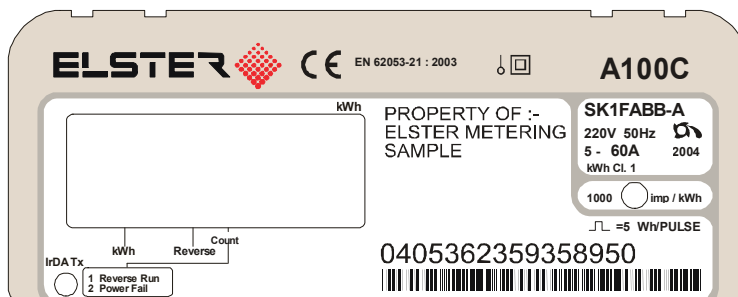 ELSTER CE EN 62053-21 : 2003 A100C
kWh
PROPERTY OF :-
ELSTER METERING
SAMPLE
SK1FABB-A
220V 50Hz
5 - 60A 2004
kWh Cl. 1
1000 imp / kWh
=5 Wh/PULSE
kWh Reverse Count
IrDA Tx
1 Reverse Run
2 Power Fail
0405362359358950